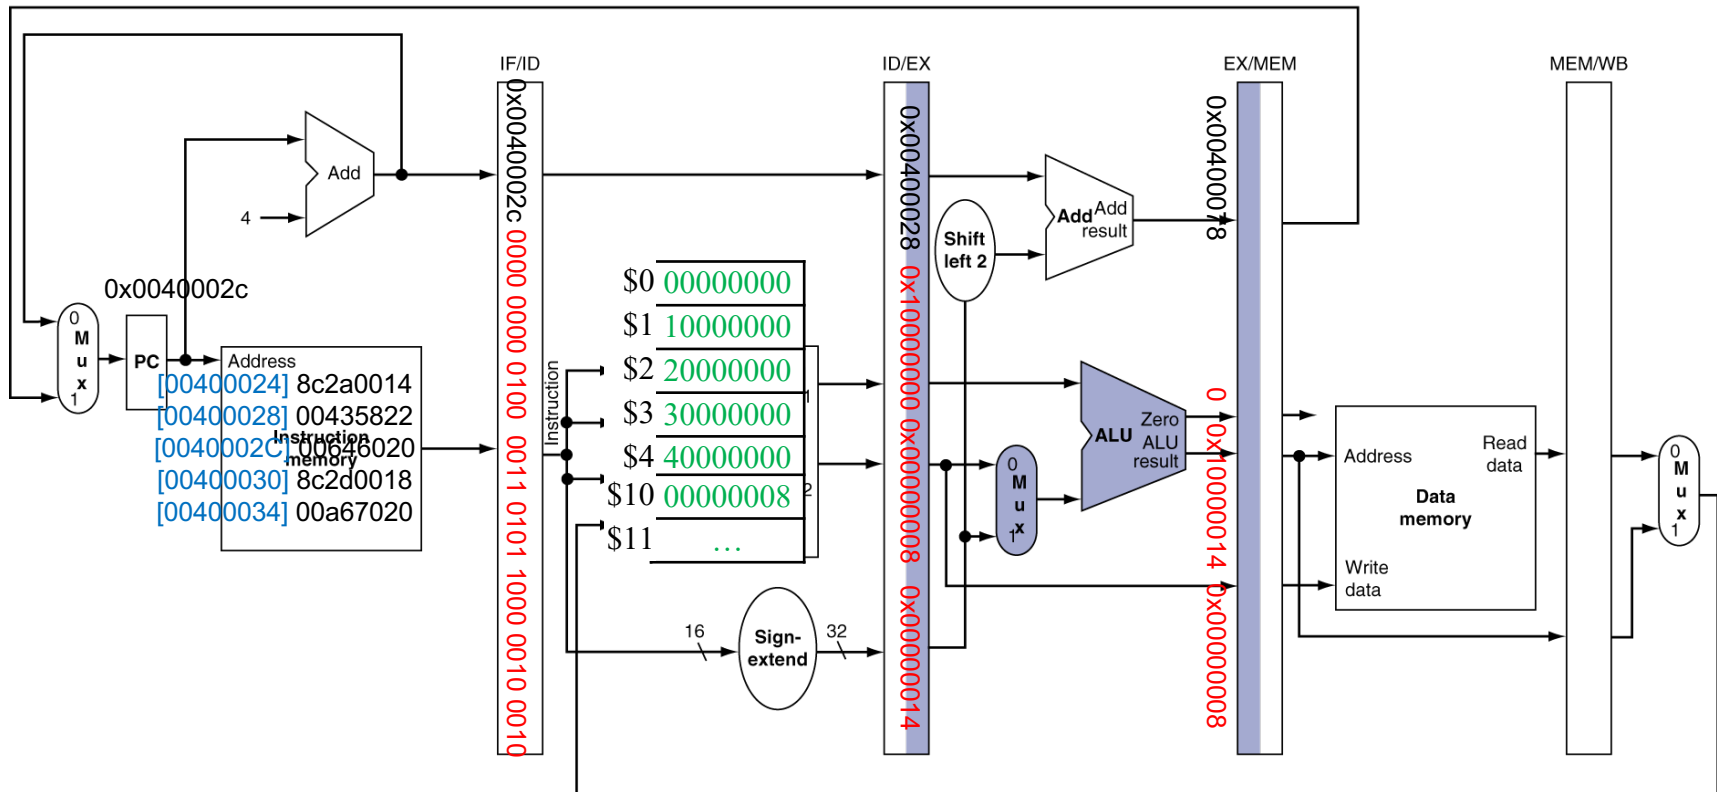 IF/ID
ID/EX
EX/MEM
MEM/WB
0x0040002c 0000 0000 0100 0011 0101 1000 0010 0010
0x00400028 0x10000000 0x00000008 0x00000014
0x00400078 0 0x10000014 0x00000008
Add
4
Add Add
result
Shift
left 2
0x0040002c
0
M
u
x
1
PC
Address
[00400024] 8c2a0014
[00400028] 00435822
[0040002C] 00646020
[00400030] 8c2d0018
[00400034] 00a67020
Instruction
memory
Instruction
$0 00000000
$1 10000000
$2 20000000
$3 30000000
$4 40000000
$10 00000008
$11 ...
1
2
16
Sign-
extend
32
0
M
u
x
1
ALU
Zero
ALU
result
Address
Read
data
Data
memory
Write
data
0
M
u
x
1